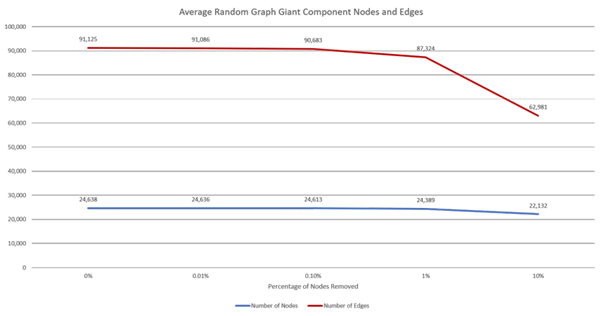 Average Random Graph Giant Component Nodes and Edges
100,000
91,125 91,086 90,683 87,324
90,000
80,000
70,000
62,981
60,000
50,000
40,000
30,000
24,638 24,636 24,613 24,389 22,132
20,000
10,000
0
0% 0.01% 0.10% 1% 10%
Percentage of Nodes Removed
Number of Nodes Number of Edges